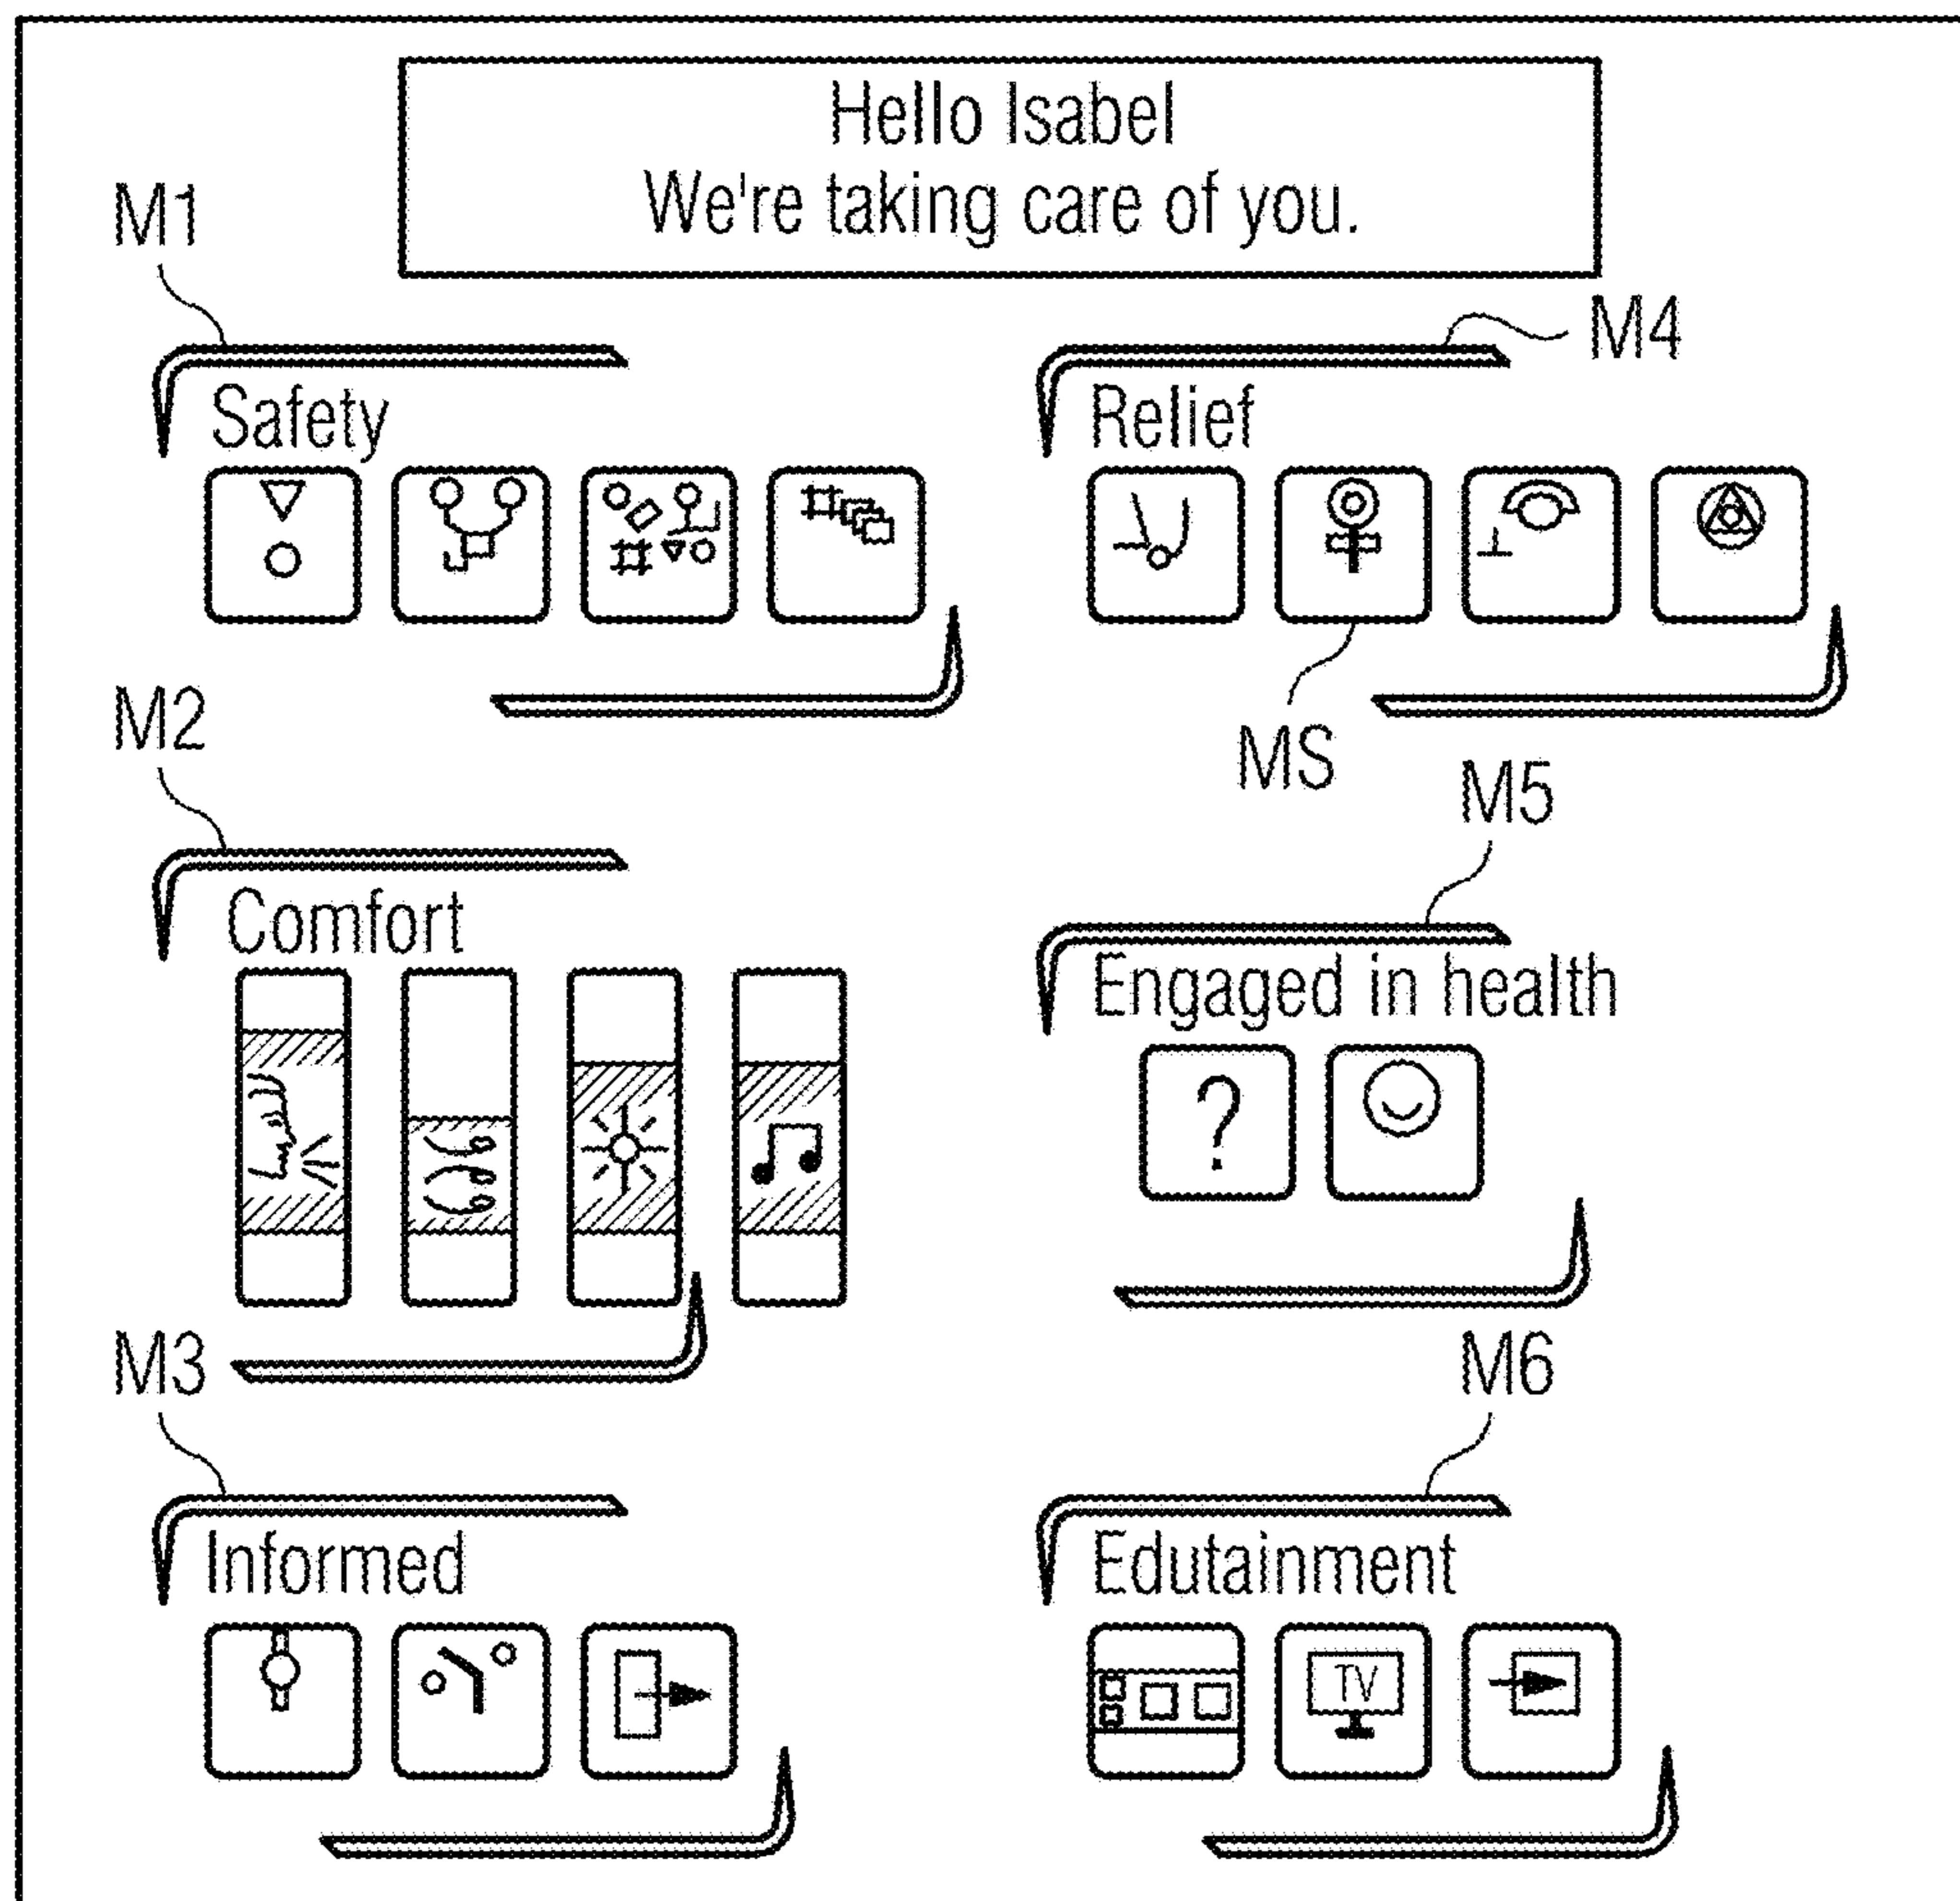 Hello Isabel
We're taking care of you.
M1
M4
Safety
Relief
MS
M2
M5
Comfort
Engaged in health
?
M3
M6
Informed
Edutainment
TV